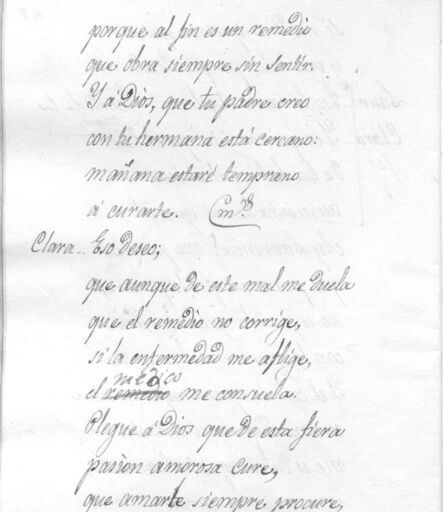 porque al fin es un remedio
que obra siempre sin sentir.
Y á Dios, que tu padre creo
con tu hermana está cercano:
mañana estaré temprano
á curarte.
Clara.. Eso deseo;
que aunque de este mal me duela
que el remedio no corrige,
si la enfermedad me aflige,
medico
el remedio me consuela.
Plegue á Dios que de esta fiera
pasion amorosa cure,
que amarte siempre procure,